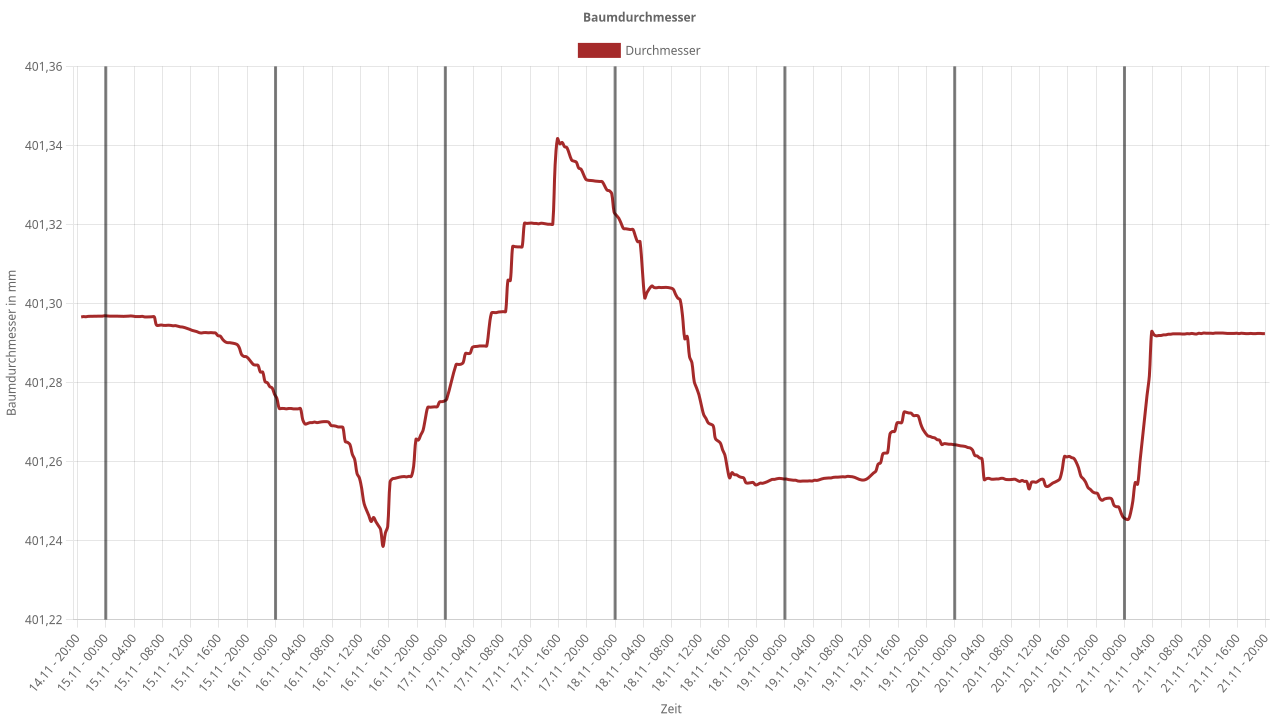 Baumdurchmesser
Durchmesser
401,36
401,34
401,32
401,30
401,28
401,26
401,24
401,22
Baumdurchmesser in mm
14.11 - 20:00
15.11 - 00:00
15.11 - 04:00
15.11 - 08:00
15.11 - 12:00
15.11 - 16:00
15.11 - 20:00
16.11 - 00:00
16.11 - 04:00
16.11 - 08:00
16.11 - 12:00
16.11 - 16:00
16.11 - 20:00
17.11 - 00:00
17.11 - 04:00
17.11 - 08:00
17.11 - 12:00
17.11 - 16:00
17.11 - 20:00
18.11 - 00:00
18.11 - 04:00
18.11 - 08:00
18.11 - 12:00
18.11 - 16:00
18.11 - 20:00
19.11 - 00:00
19.11 - 04:00
19.11 - 08:00
19.11 - 12:00
19.11 - 16:00
19.11 - 20:00
20.11 - 00:00
20.11 - 04:00
20.11 - 08:00
20.11 - 12:00
20.11 - 16:00
20.11 - 20:00
21.11 - 00:00
21.11 - 04:00
21.11 - 08:00
21.11 - 12:00
21.11 - 16:00
21.11 - 20:00
Zeit